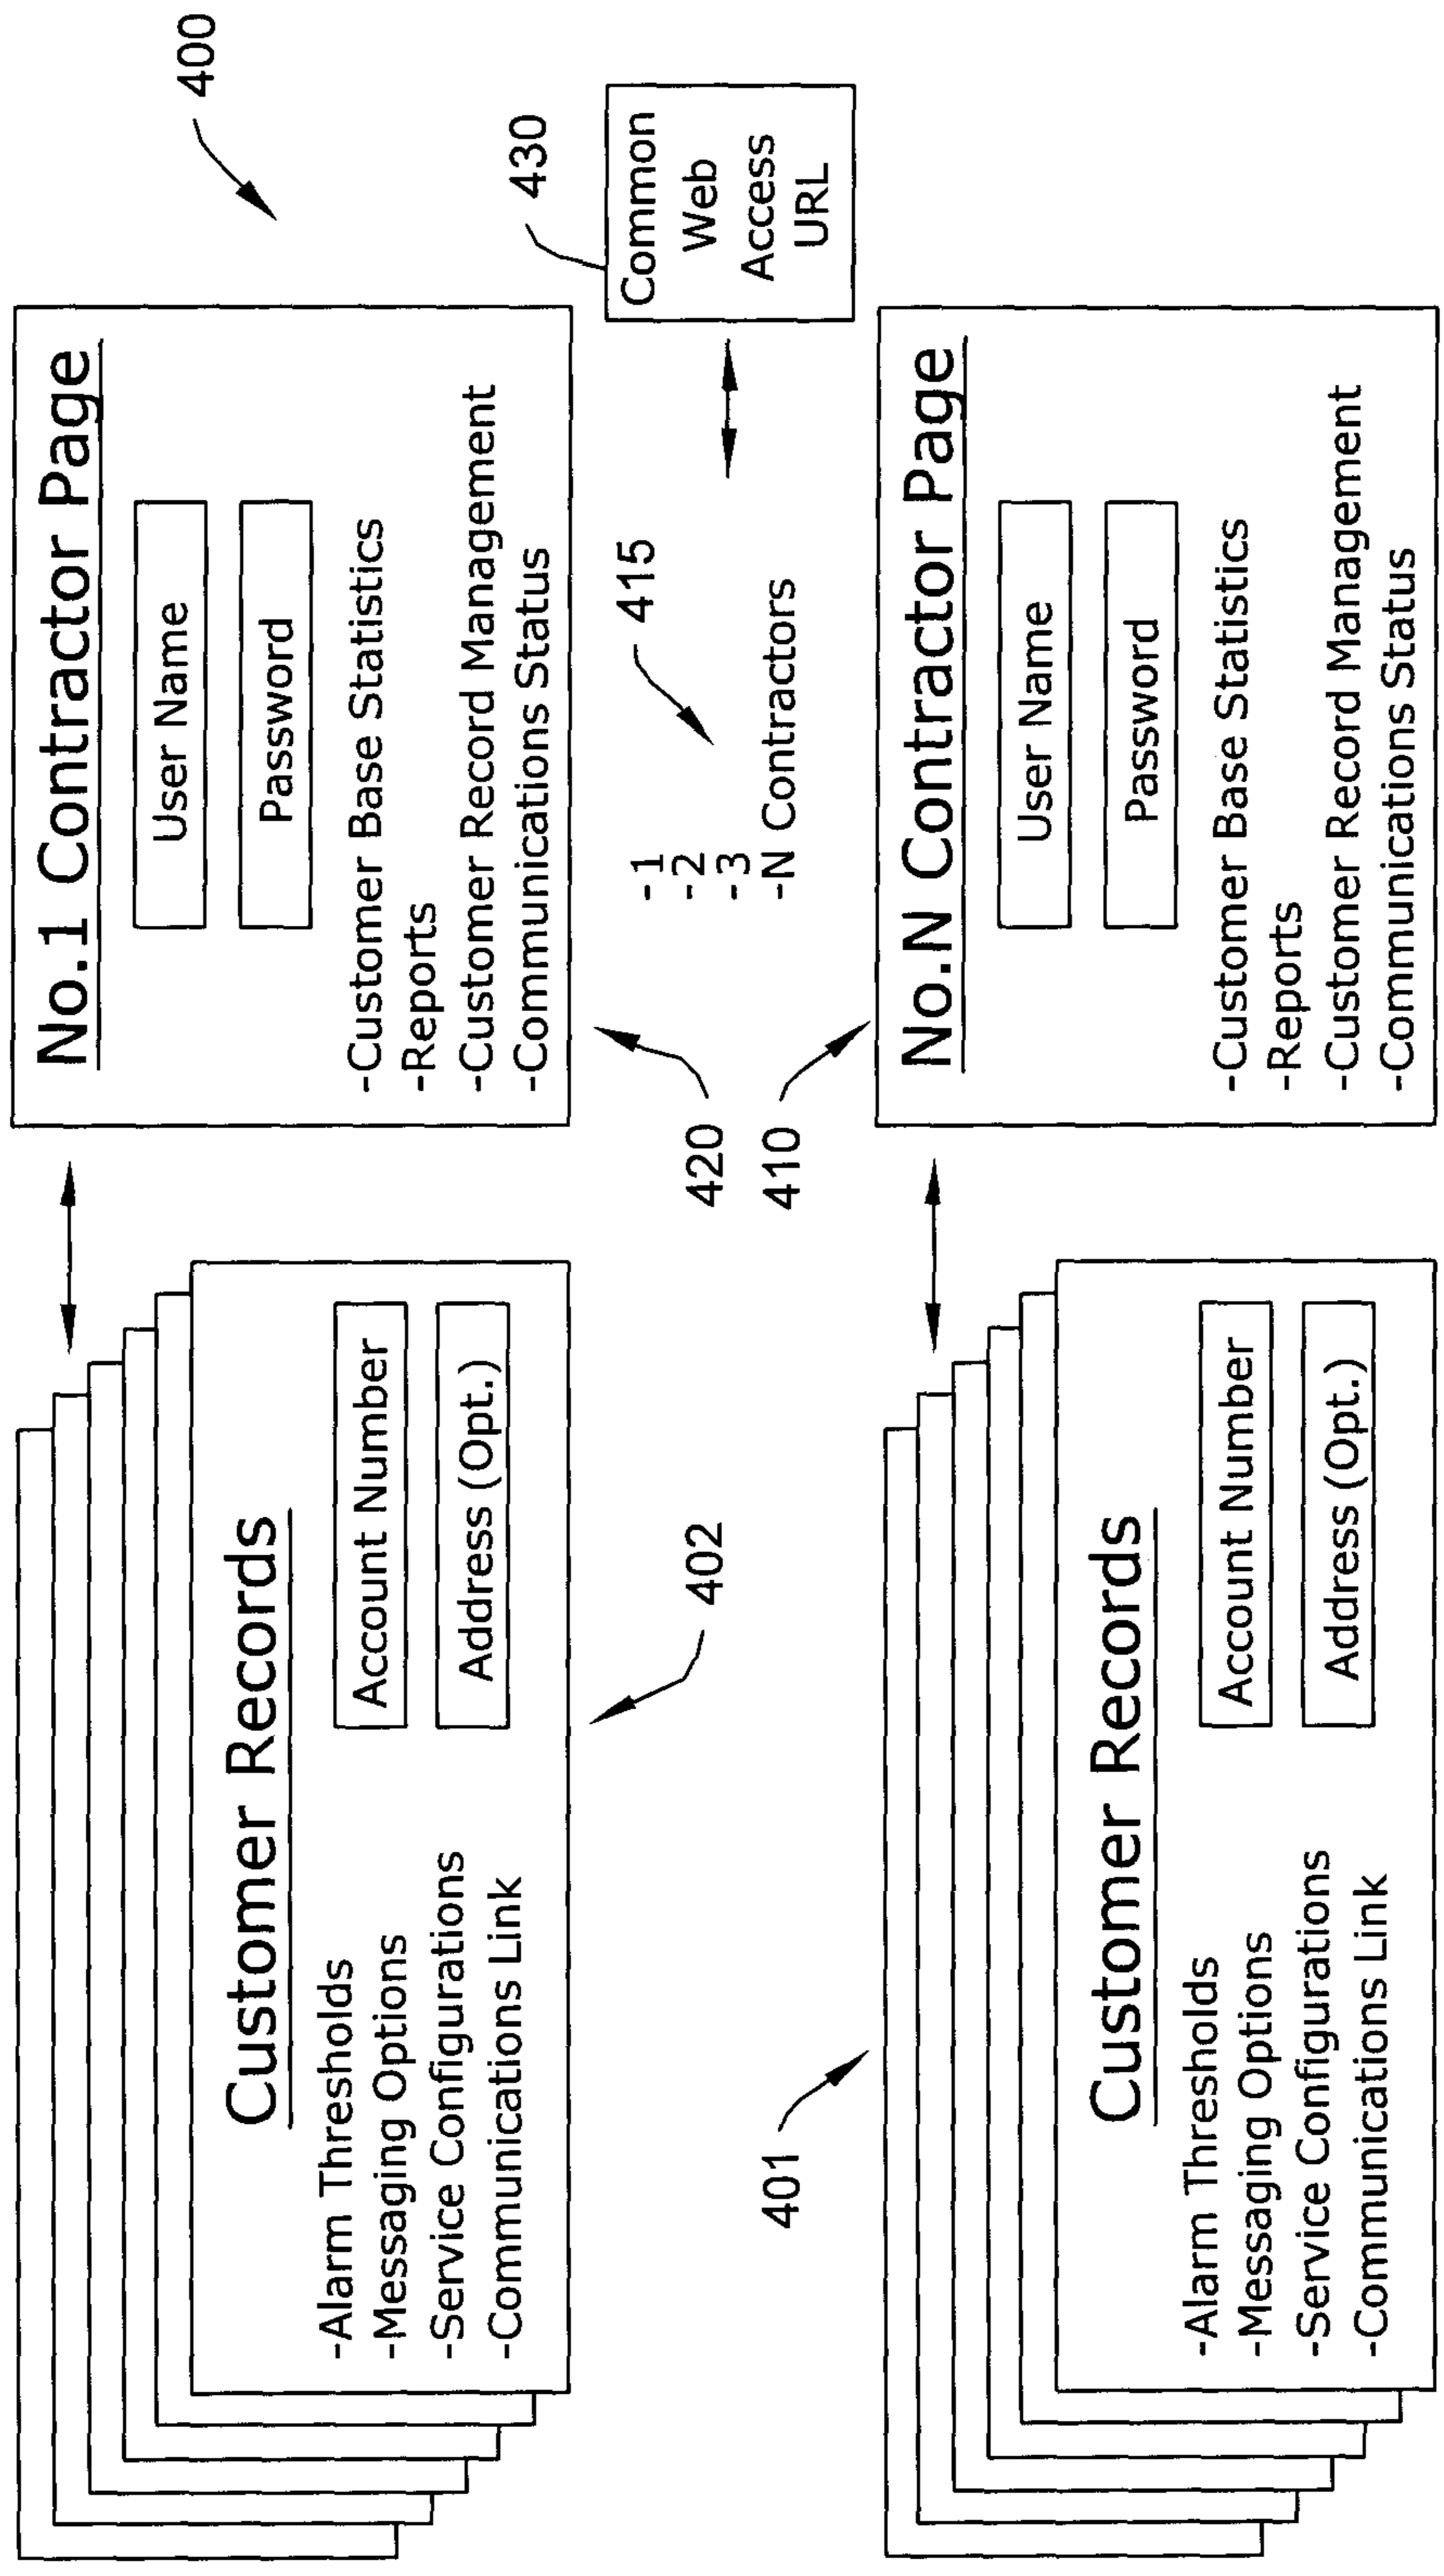 400
Customer Records
Account Number
Address (Opt.)
-Alarm Thresholds
-Messaging Options
-Service Configurations
-Communications Link
402
No.1 Contractor Page
User Name
Password
-Customer Base Statistics
-Reports
-Customer Record Management
-Communications Status
420
415
-1
-2
-3
-N Contractors
430
Common
Web
Access
URL
401
410
Customer Records
Account Number
Address (Opt.)
-Alarm Thresholds
-Messaging Options
-Service Configurations
-Communications Link
No.N Contractor Page
User Name
Password
-Customer Base Statistics
-Reports
-Customer Record Management
-Communications Status